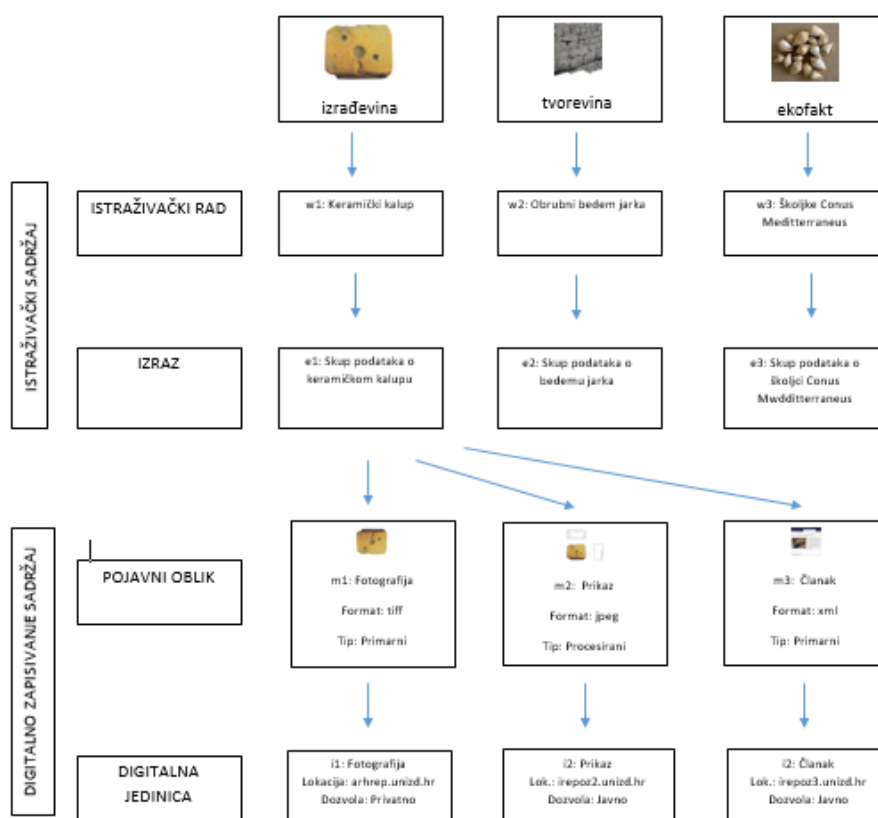 izrađevina
tvorevina
ekofakt
ISTRAŽIVAČKI SADRŽAJ
ISTRAŽIVAČKI RAD
w1: Keramički kalup
w2: Obrubni bedem jarka
w3: Školjke Conus
Meditterraneus
IZRAZ
e1: Skup podataka o
keramičkom kalupu
e2: Skup podataka o
bedemu jarka
e3: Skup podataka o
školjci Conus
Mwdditterraneus
DIGITALNO ZAPISIVANJE SADRŽAJ
POJAVNI OBLIK
m1: Fotografija
Format: tiff
Tip: Primarni
m2: Prikaz
Format: jpeg
Tip: Procesirani
m3: Članak
Format: xml
Tip: Primarni
DIGITALNA
JEDINICA
i1: Fotografija
Lokacija: arhrep.unizd.hr
Dozvola: Privatno
i2: Prikaz
Lok.: irepoz2.unizd.hr
Dozvola: Javno
i2: Članak
Lok.: irepoz3.unizd.hr
Dozvola: Javno